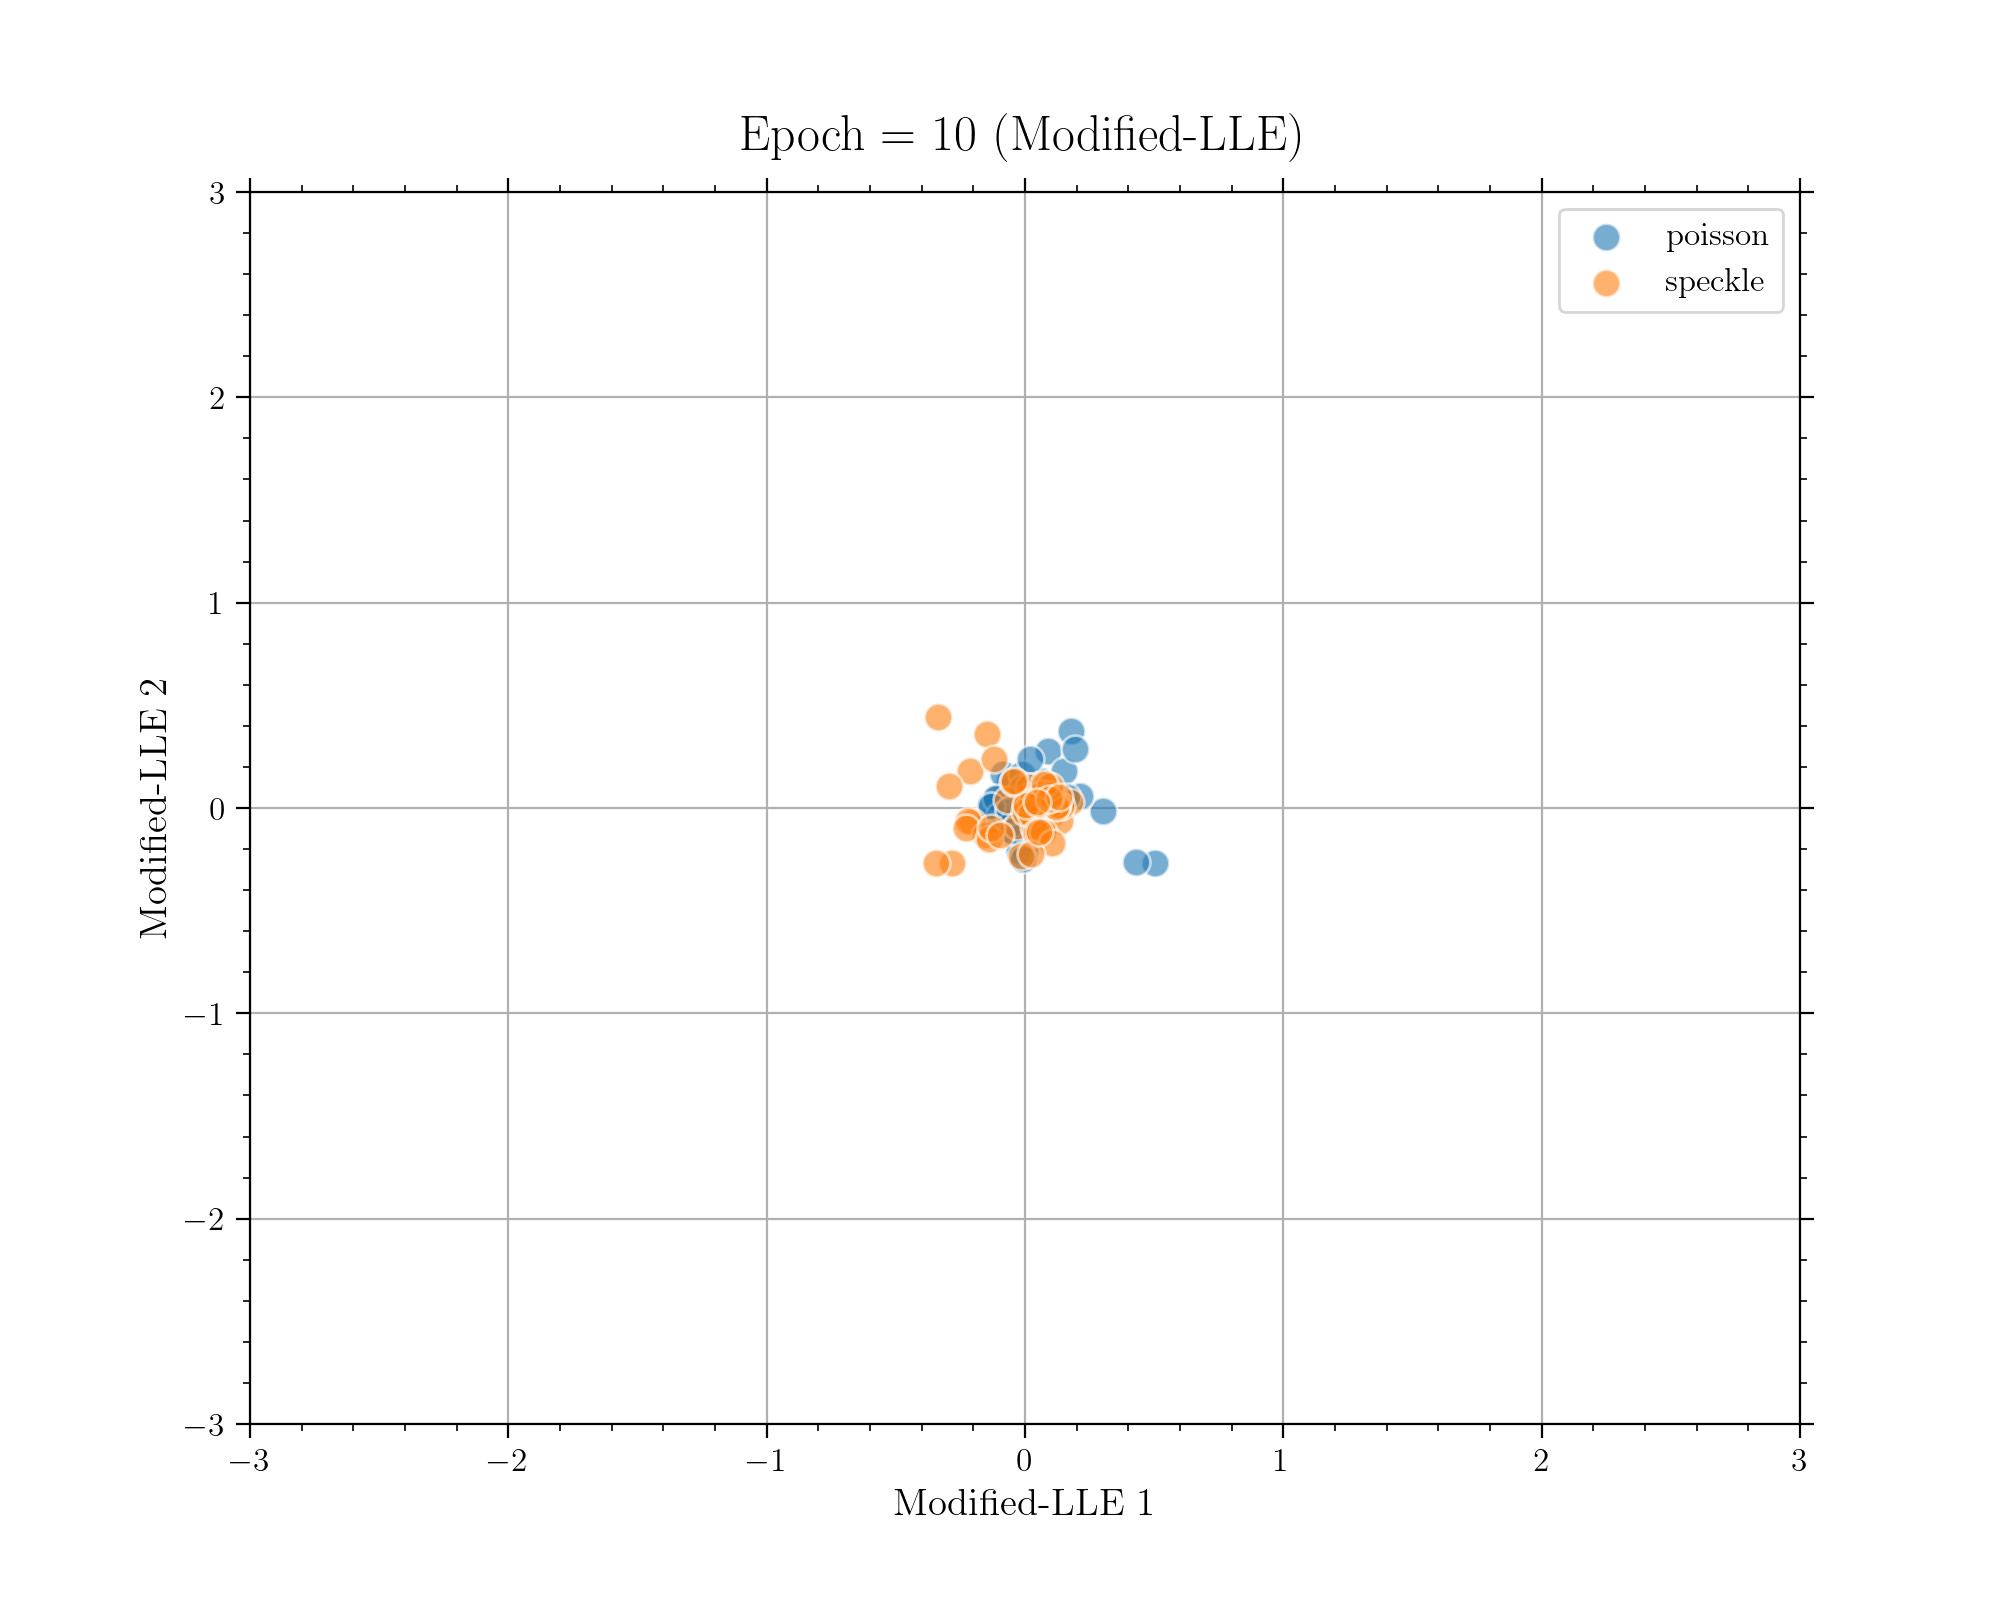 Epoch = 10 (Modified-LLE)
poisson
speckle
3
2
1
0
−1
−2
−3
Modified-LLE 2
−3
−2
−1
0
1
2
3
Modified-LLE 1